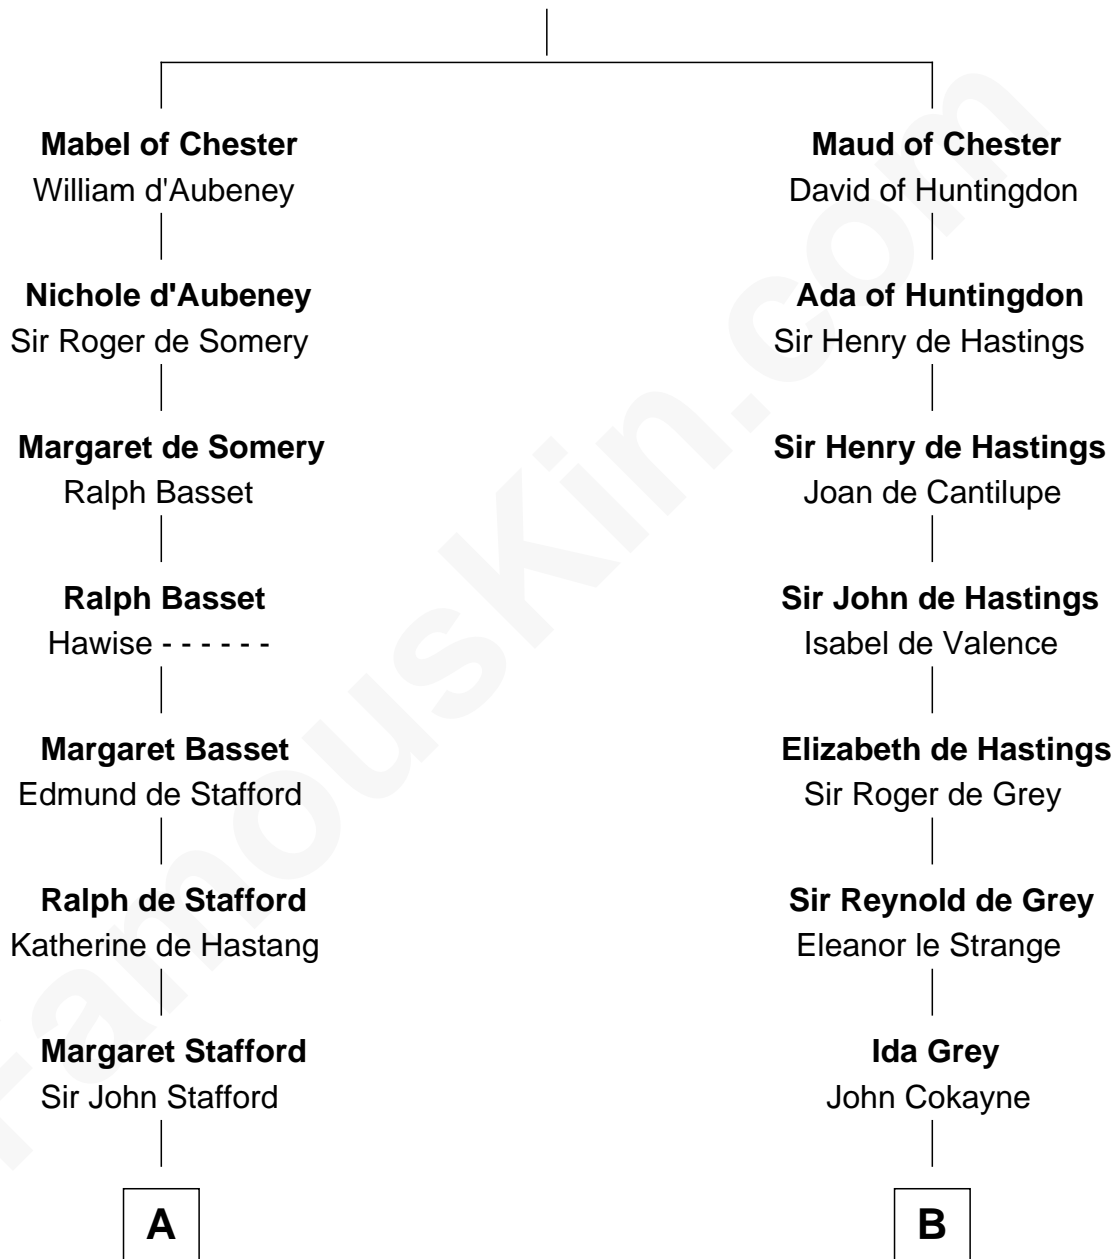 Mabel of Chester
William d'Aubeney
Maud of Chester
David of Huntingdon
Nichole d'Aubeney
Sir Roger de Somery
Ada of Huntingdon
Sir Henry de Hastings
Margaret de Somery
Ralph Basset
Sir Henry de Hastings
Joan de Cantilupe
Ralph Basset
Hawise - - - - - -
Sir John de Hastings
Isabel de Valence
Margaret Basset
Edmund de Stafford
Elizabeth de Hastings
Sir Roger de Grey
Ralph de Stafford
Katherine de Hastang
Sir Reynold de Grey
Eleanor le Strange
Margaret Stafford
Sir John Stafford
Ida Grey
John Cokayne
A
B
FamousKin.com